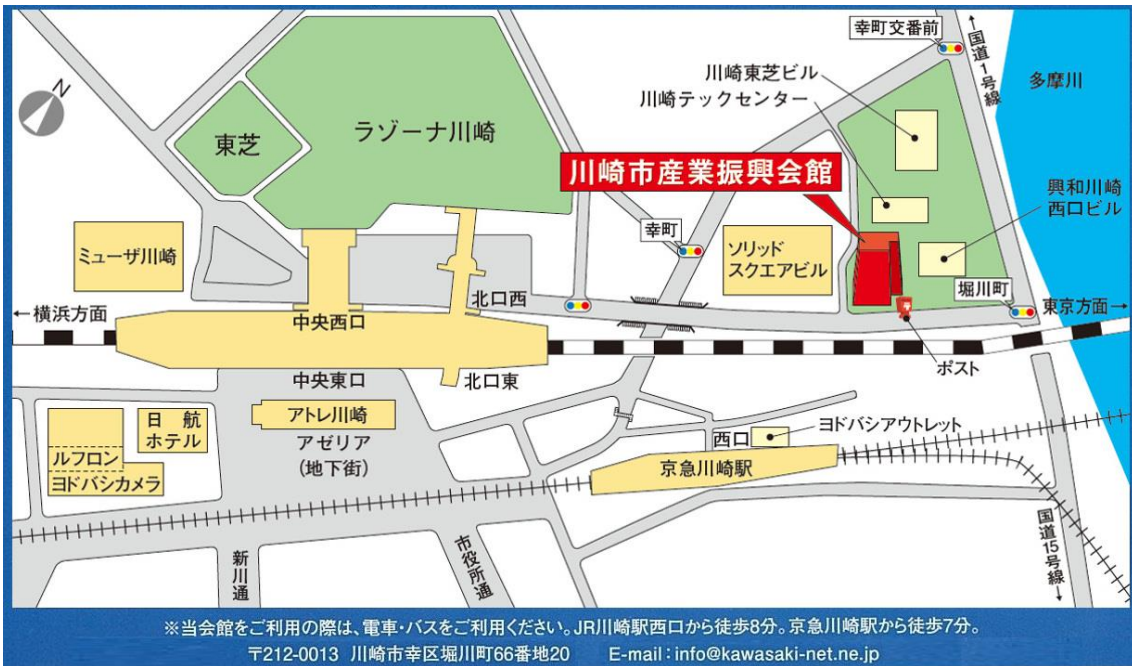 幸町交番前
←国道1号線
多摩川
川崎東芝ビル
川崎テックセンター
N
東芝
ラゾーナ川崎
川崎市産業振興会館
興和川崎
西口ビル
ミューザ川崎
幸町
ソリッド
スクエアビル
堀川町
北口西
←横浜方面
中央西口
東京方面→
ポスト
中央東口
北口東
アトレ川崎
アゼリア
(地下街)
日航
ホテル
ルフロン
ヨドバシカメラ
西口
ヨドバシアウトレット
京急川崎駅
新川通
市役所通
国道15号線→
※当会館をご利用の際は、電車・バスをご利用ください。JR川崎駅西口から徒歩8分。京急川崎駅から徒歩7分。
〒212-0013 川崎市幸区堀川町66番地20 E-mail:info@kawasaki-net.ne.jp